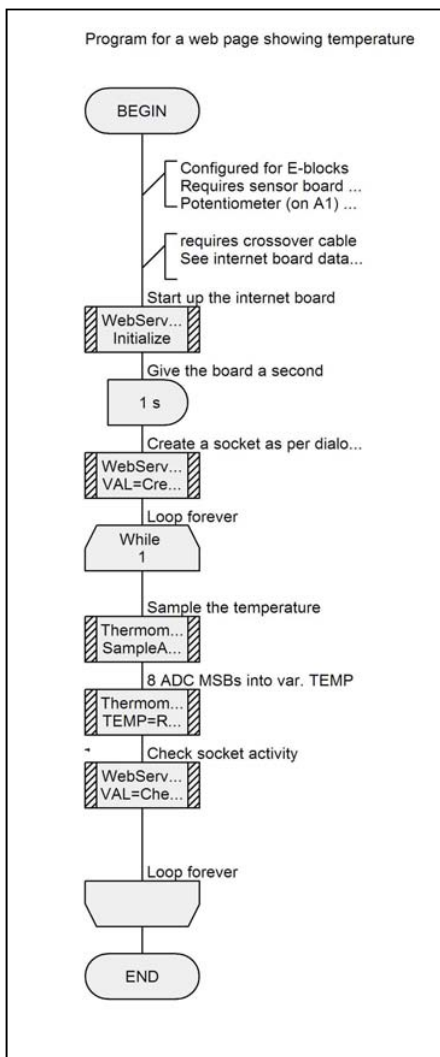 Program for a web page showing temperature
BEGIN
Configured for E-blocks
Requires sensor board ...
Potentiometer (on A1) ...
requires crossover cable
See internet board data...
Start up the internet board
WebServ...
Initialize
Give the board a second
1 s
Create a socket as per dialo...
WebServ...
VAL=Cre...
Loop forever
While
1
Sample the temperature
Thermom...
SampleA...
8 ADC MSBs into var. TEMP
Thermom...
TEMP=R...
Check socket activity
WebServ...
VAL=Che...
Loop forever
END